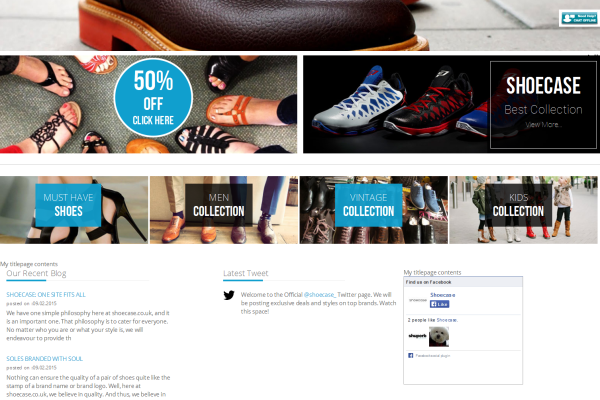 Need Help?
CHAT OFFLINE
50%
OFF
CLICK HERE
SHOECASE
Best Collection
View More..
MUST HAVE
SHOES
MEN
COLLECTION
VINTAGE
COLLECTION
KIDS
COLLECTION
My titlepage contents
Our Recent Blog
SHOECASE: ONE SITE FITS ALL
posted on -09.02.2015
We have one simple philosophy here at shoecase.co.uk, and it
is an important one. That philosophy is to cater for everyone.
No matter who you are or what your style is, we will
endeavour to provide th
SOLES BRANDED WITH SOUL
posted on -09.02.2015
Nothing can ensure the quality of a pair of shoes quite like the
stamp of a brand name or brand logo. Well, here at
shoecase.co.uk, we believe in quality. And thus, we believe in
Latest Tweet
Welcome to the Official @shoecase_ Twitter page. We will
be posting exclusive deals and styles on top brands. Watch
this space!
My titlepage contents
Find us on Facebook
shoecase
Shoecase
Like
2 people like Shoecase
Facebook social plugin